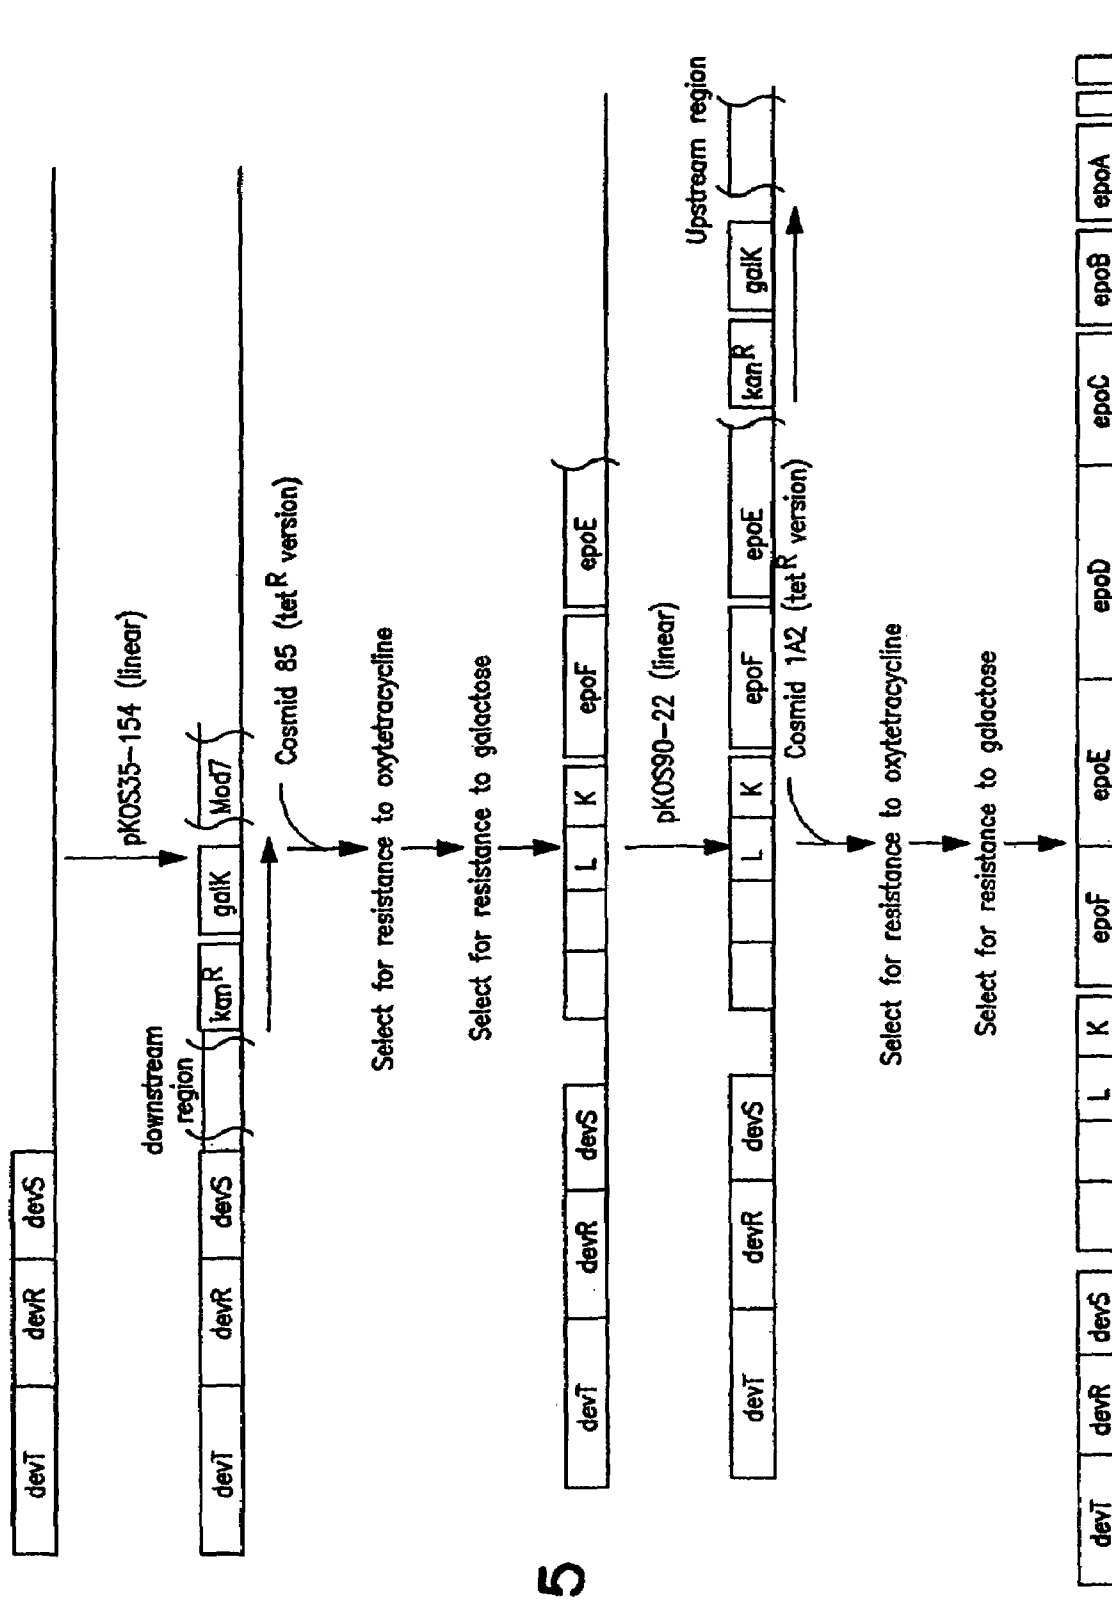 devT devR devS
pKOS35-154 (linear)
downstream
region
devT devR devS kanR galK Mod7
Cosmid 85 (tetR version)
Select for resistance to oxytetracycline
Select for resistance to galactose
devT devR devS L K epoF epoE
pKOS90-22 (linear)
Upstream region
devT devR devS L K epoF epoE kanR galK
Cosmid 1A2 (tetR version)
Select for resistance to oxytetracycline
Select for resistance to galactose
devT devR devS L K epoF epoE epoD epoC epoB epoA
5